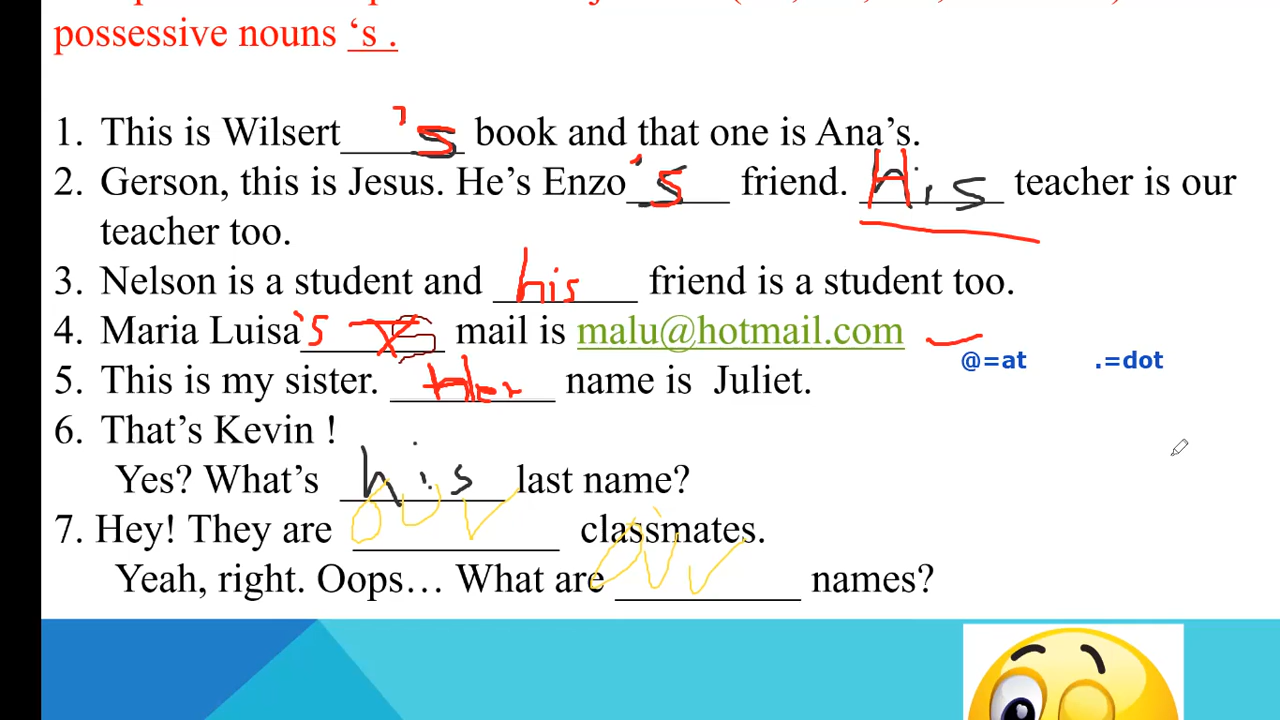 possessive nouns ‘s .
1. This is Wilsert 's book and that one is Ana’s.
2. Gerson, this is Jesus. He’s Enzo 's friend. His teacher is our
teacher too.
3. Nelson is a student and his friend is a student too.
4. Maria Luisa 's mail is malu@hotmail.com
@=at .=dot
5. This is my sister. Her name is Juliet.
6. That’s Kevin !
Yes? What’s his last name?
7. Hey! They are our classmates.
Yeah, right. Oops… What are names?